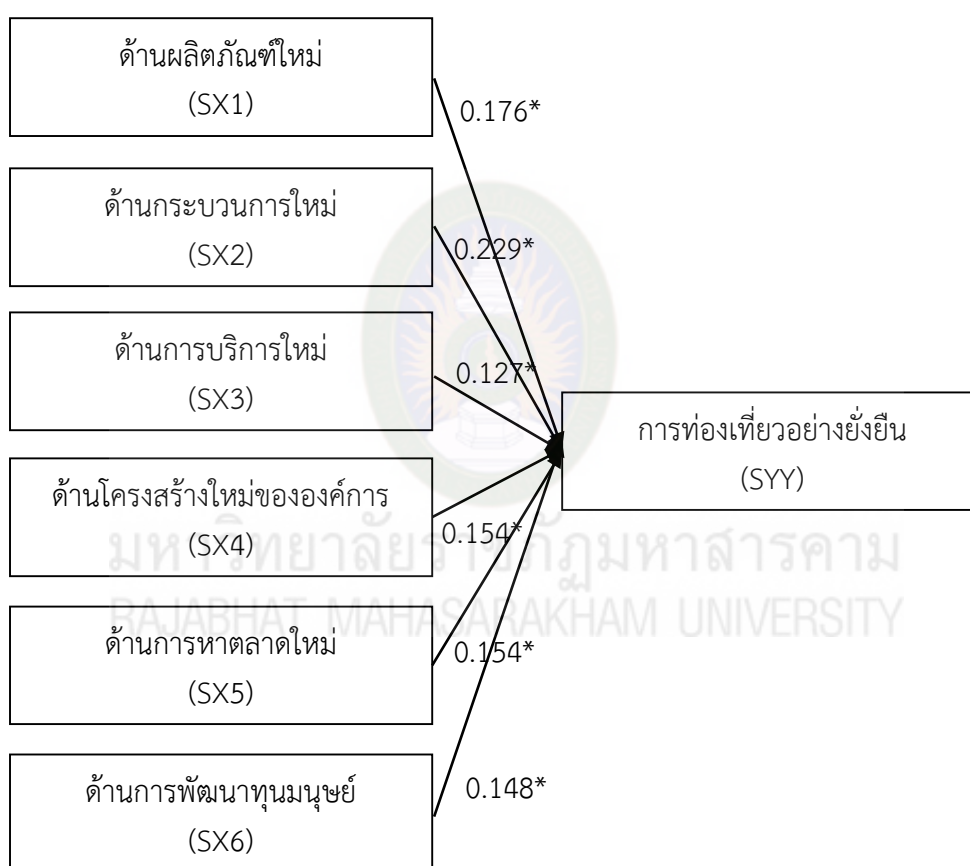 ด้านผลิตภัณฑ์ใหม่
(SX1)
0.176*
ด้านกระบวนการใหม่
(SX2)
0.229*
ด้านการบริการใหม่
(SX3)
0.127*
การท่องเที่ยวอย่างยั่งยืน
(SYY)
ด้านโครงสร้างใหม่ขององค์การ
(SX4)
0.154*
มหาวิทยาลัยราชภัฏมหาสารคาม
RAJABHAT MAHASARAKHAM UNIVERSITY
ด้านการหาตลาดใหม่
(SX5)
0.154*
ด้านการพัฒนาทุนมนุษย์
(SX6)
0.148*